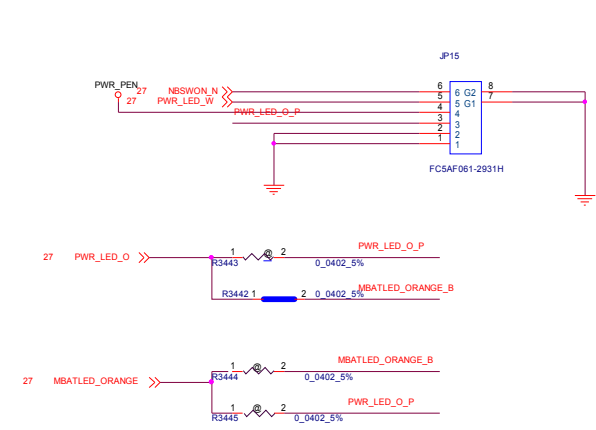 JP15
PWR_PEN
27 NBSWON_N
27 PWR_LED_W
PWR_LED_O_P
6 6 G2 8
5 5 G1 7
4 4
3 3
2 2
1 1
FC5AF061-2931H
27 PWR_LED_O
1 @ 2 PWR_LED_O_P
R3443 0_0402_5%
R3442 1 2 0_0402_5% MBATLED_ORANGE_B
27 MBATLED_ORANGE
1 @ 2 MBATLED_ORANGE_B
R3444 0_0402_5%
1 @ 2 PWR_LED_O_P
R3445 0_0402_5%